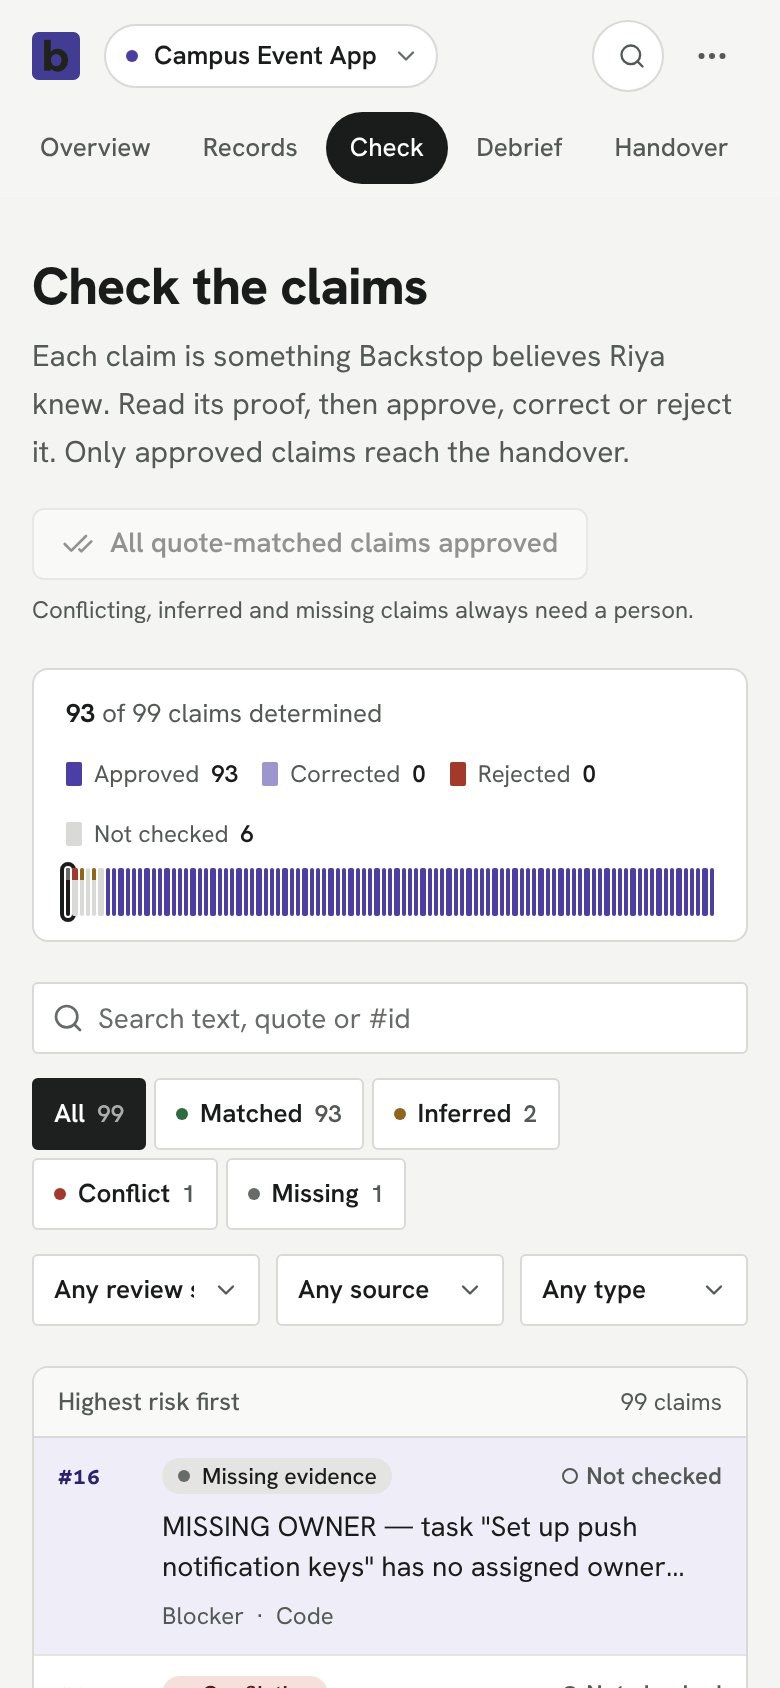 b
Campus Event App
Overview Records Check Debrief Handover
Check the claims
Each claim is something Backstop believes Riya
knew. Read its proof, then approve, correct or reject
it. Only approved claims reach the handover.
All quote-matched claims approved
Conflicting, inferred and missing claims always need a person.
93 of 99 claims determined
Approved 93 Corrected 0 Rejected 0
Not checked 6
Search text, quote or #id
All 99 Matched 93 Inferred 2
Conflict 1 Missing 1
Any review Any source Any type
Highest risk first 99 claims
#16 Missing evidence Not checked
MISSING OWNER — task "Set up push
notification keys" has no assigned owner...
Blocker · Code